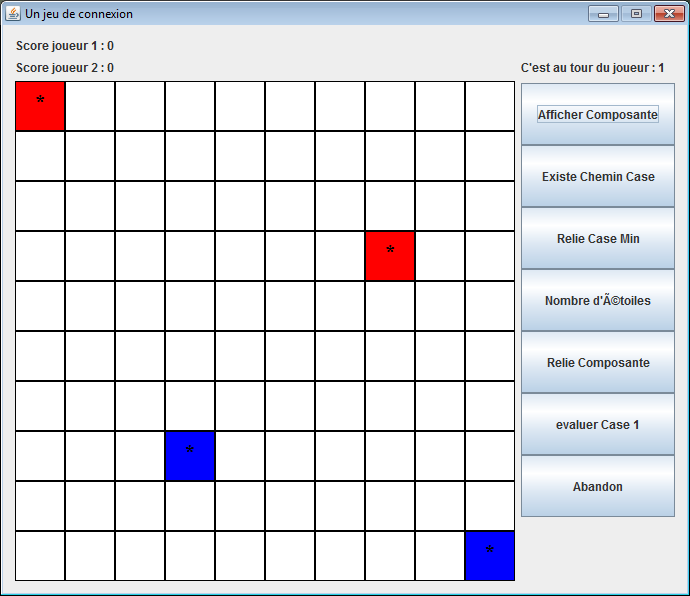 Un jeu de connexion
Score joueur 1 : 0
Score joueur 2 : 0
C'est au tour du joueur : 1
*
Afficher Composante
Existe Chemin Case
*
Relie Case Min
Nombre d'Ã©toiles
Relie Composante
*
evaluer Case 1
Abandon
*